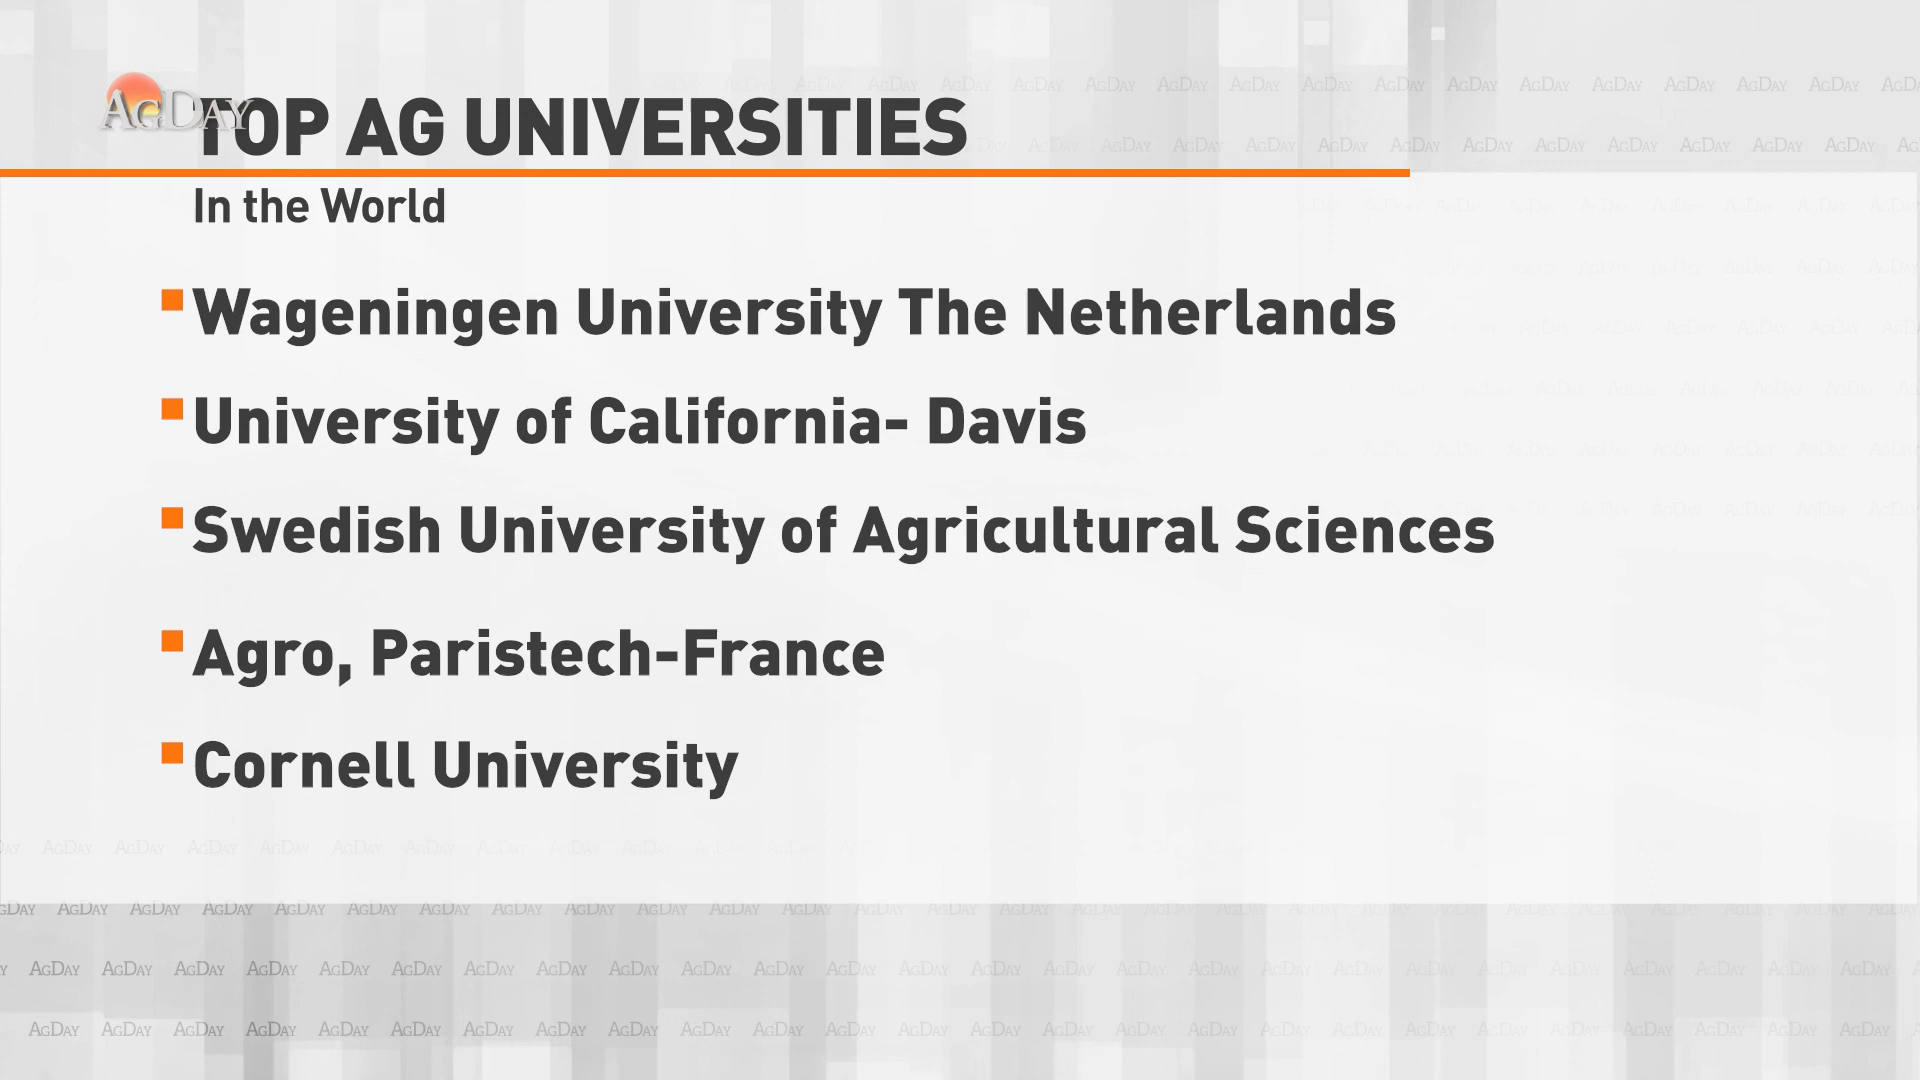 AgDay
TOP AG UNIVERSITIES
In the World
Wageningen University The Netherlands
University of California- Davis
Swedish University of Agricultural Sciences
Agro, Paristech-France
Cornell University